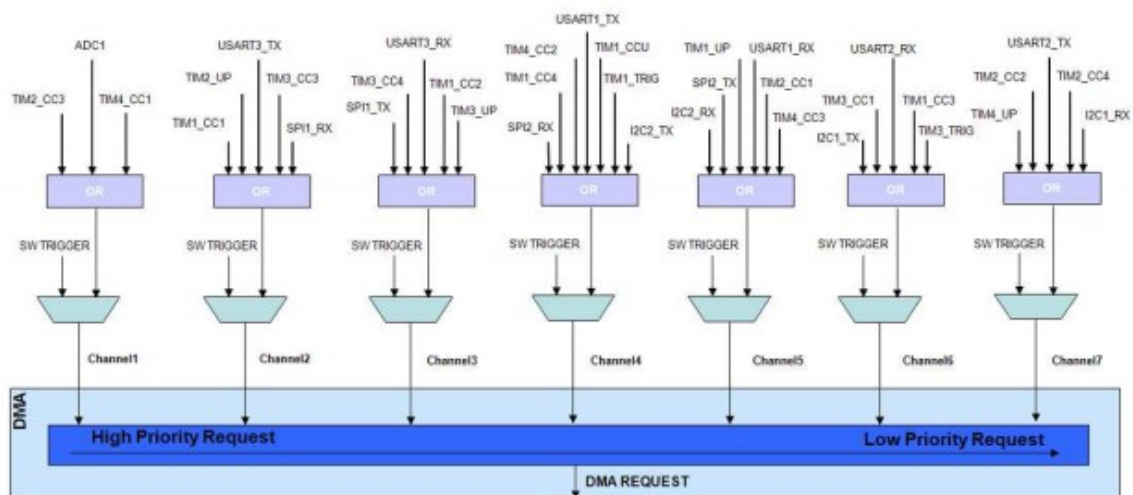 ADC1
TIM2_CC3
TIM4_CC1
OR
SW TRIGGER
Channel1
USART3_TX
TIM2_UP
TIM3_CC3
TIM1_CC1
SPI1_RX
OR
SW TRIGGER
Channel2
USART3_RX
TIM3_CC4
TIM1_CC2
SPI1_TX
TIM3_UP
OR
SW TRIGGER
Channel3
USART1_TX
TIM4_CC2
TIM1_CCU
TIM1_CC4
TIM1_TRIG
SPI2_RX
I2C2_TX
OR
SW TRIGGER
Channel4
TIM1_UP
USART1_RX
SPI2_TX
TIM2_CC1
I2C2_RX
TIM4_CC3
OR
SW TRIGGER
Channel5
USART2_RX
TIM3_CC1
TIM1_CC3
I2C1_TX
TIM3_TRIG
OR
SW TRIGGER
Channel6
USART2_TX
TIM2_CC2
TIM2_CC4
TIM4_UP
I2C1_RX
OR
SW TRIGGER
Channel7
DMA
High Priority Request
Low Priority Request
DMA REQUEST